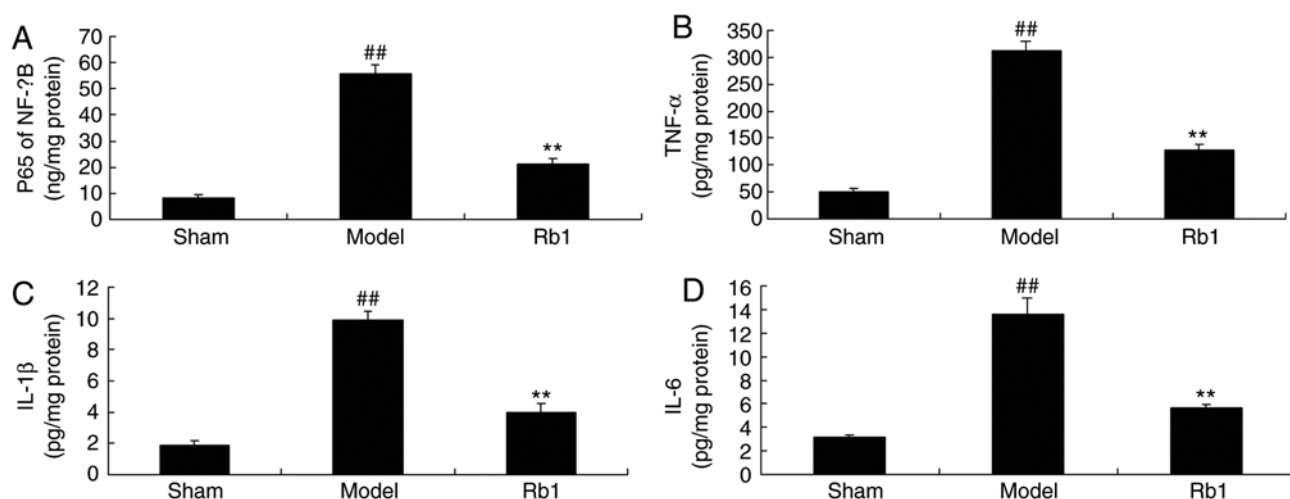 A
P65 of NF-?B
(ng/mg protein)
70
60
50
40
30
20
10
0
##
**
Sham Model Rb1
B
TNF-α
(pg/mg protein)
350
300
250
200
150
100
50
0
##
**
Sham Model Rb1
C
IL-1β
(pg/mg protein)
12
10
8
6
4
2
0
##
**
Sham Model Rb1
D
IL-6
(pg/mg protein)
16
14
12
10
8
6
4
2
0
##
**
Sham Model Rb1